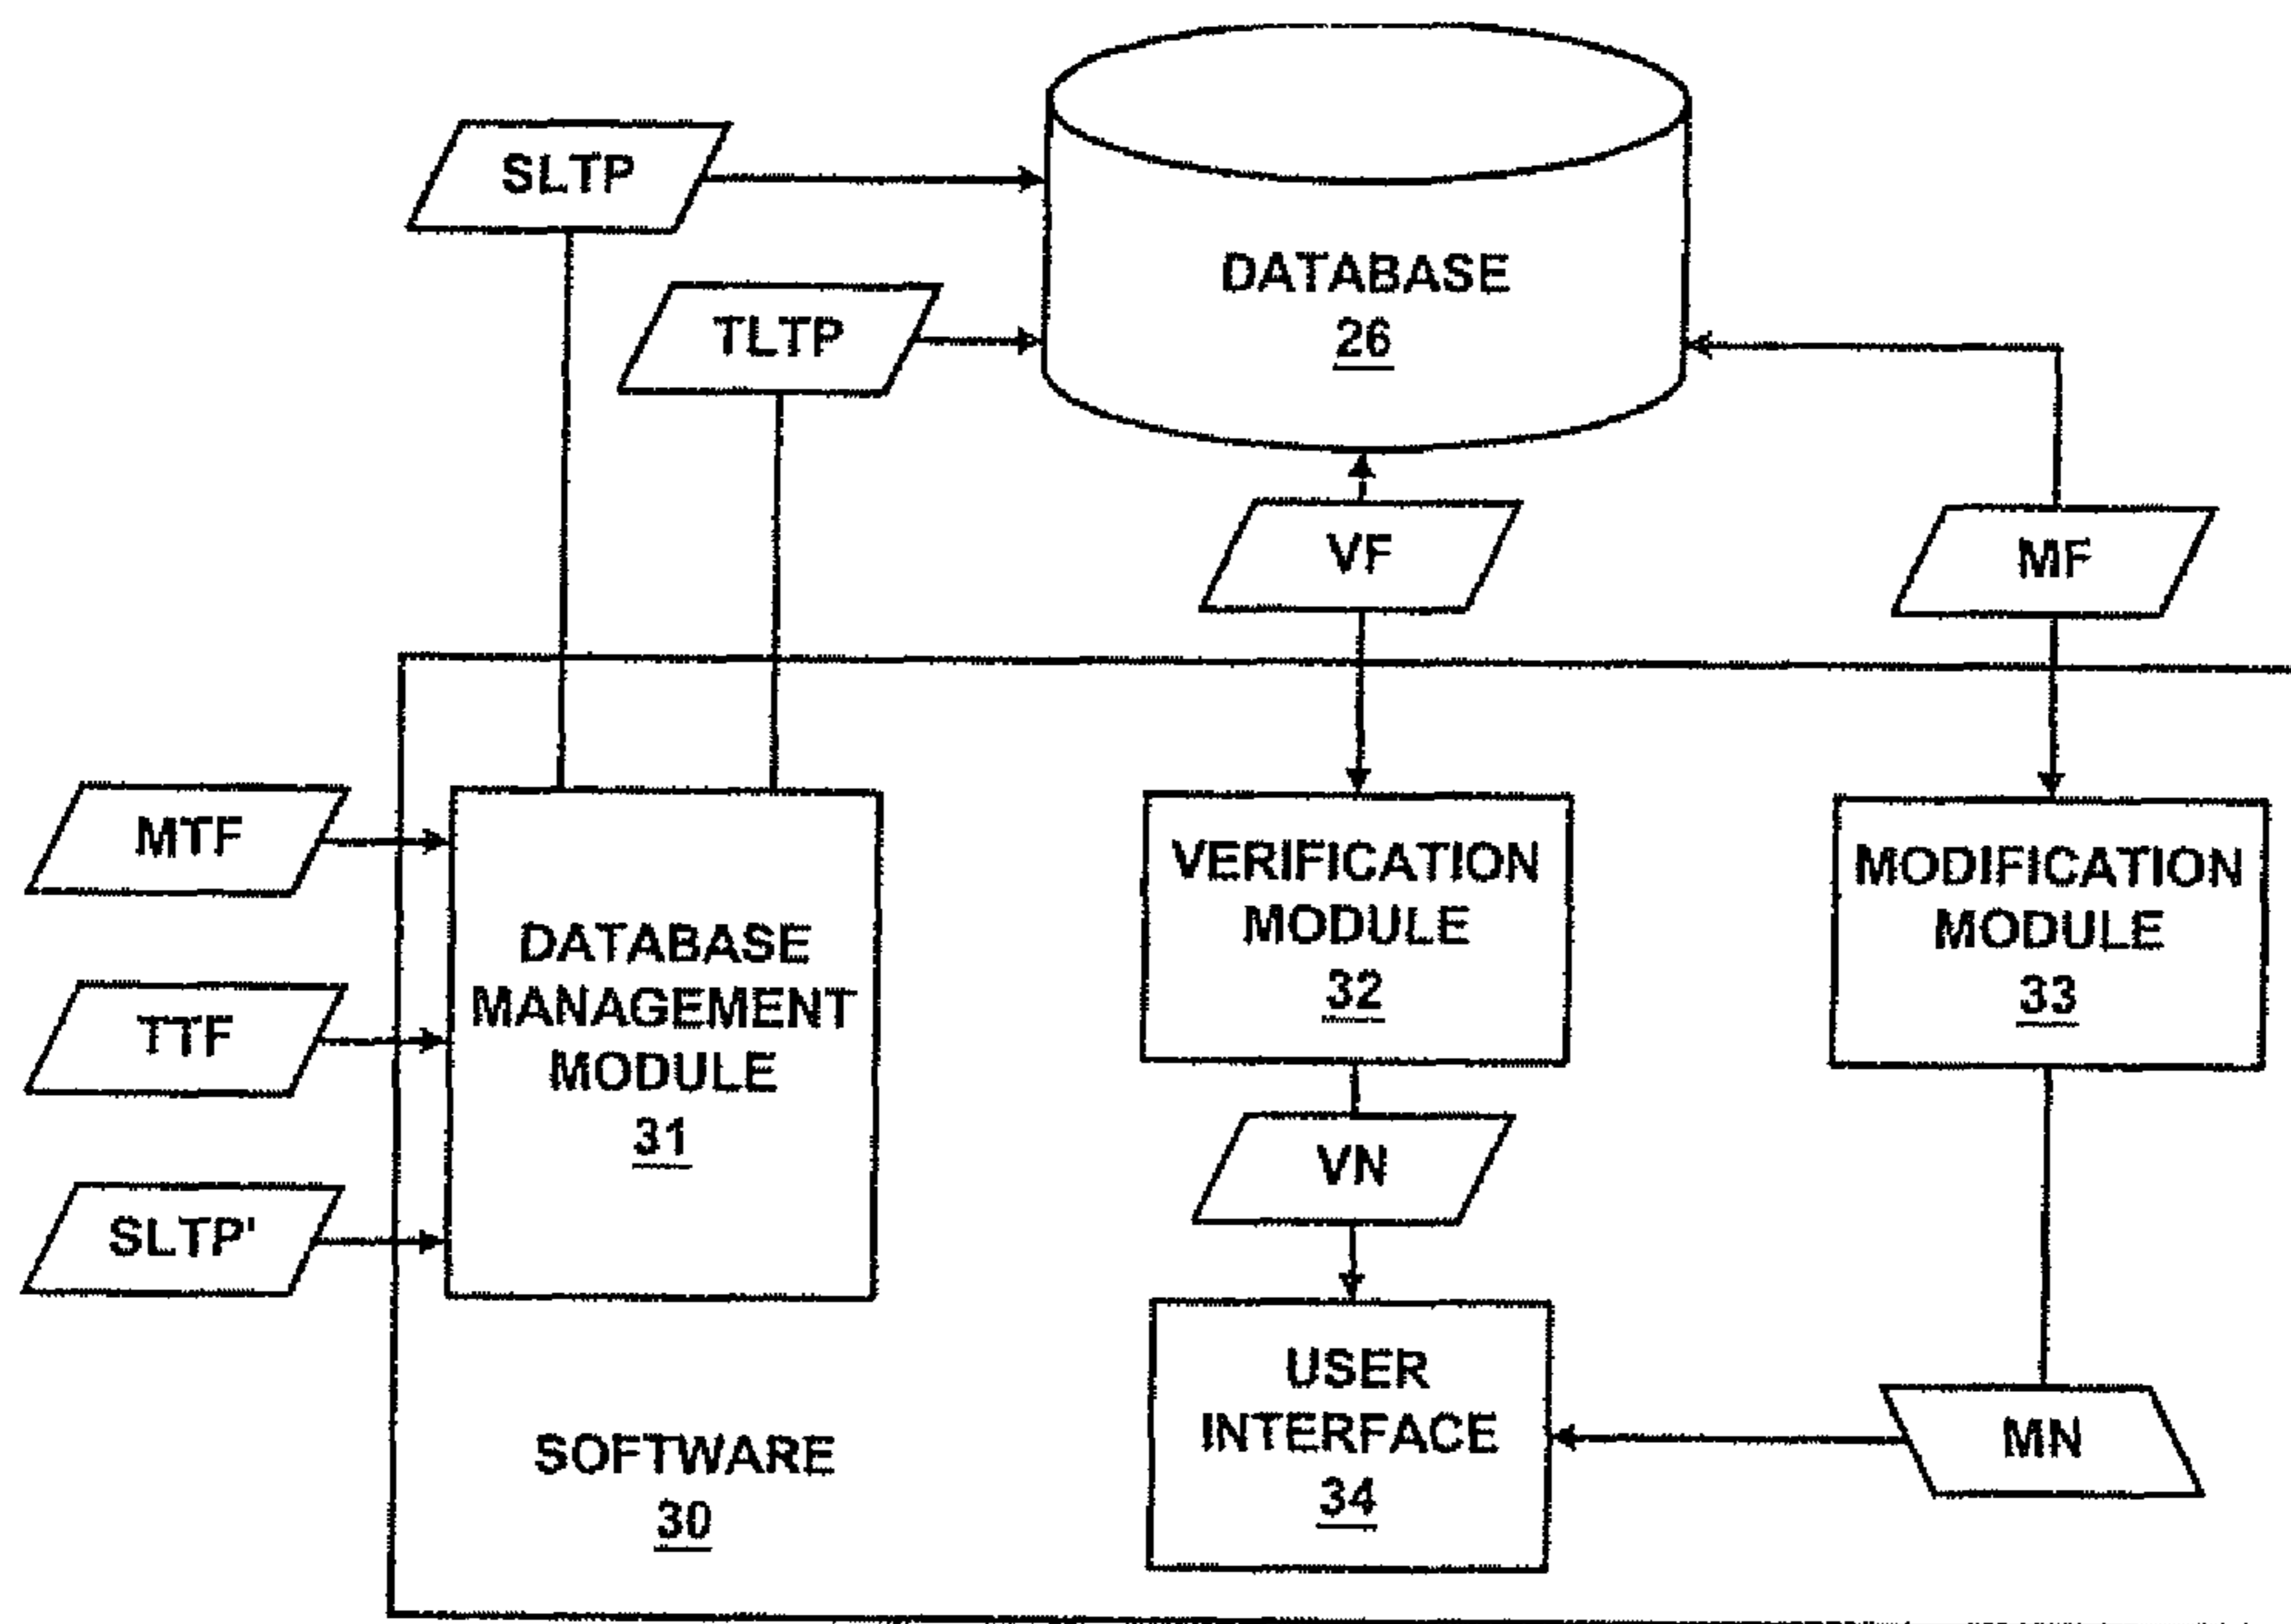 SLTP
DATABASE
26
TLTP
VF
MF
MTF
TTF
SLTP'
DATABASE
MANAGEMENT
MODULE
31
VERIFICATION
MODULE
32
MODIFICATION
MODULE
33
VN
USER
INTERFACE
34
MN
SOFTWARE
30